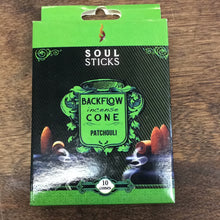 SOUL
STICKS
BACKFLOW
incense
CONE
PATCHOULI
10